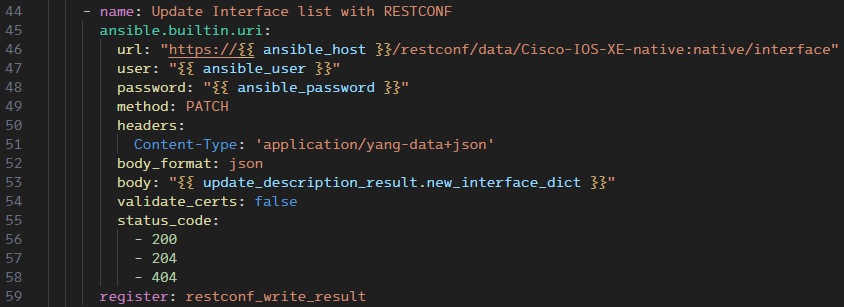 44 - name: Update Interface list with RESTCONF
45 ansible.builtin.uri:
46 url: "https://{{ ansible_host }}/restconf/data/Cisco-IOS-XE-native:native/interface"
47 user: "{{ ansible_user }}"
48 password: "{{ ansible_password }}"
49 method: PATCH
50 headers:
51 Content-Type: 'application/yang-data+json'
52 body_format: json
53 body: "{{ update_description_result.new_interface_dict }}"
54 validate_certs: false
55 status_code:
56 - 200
57 - 204
58 - 404
59 register: restconf_write_result